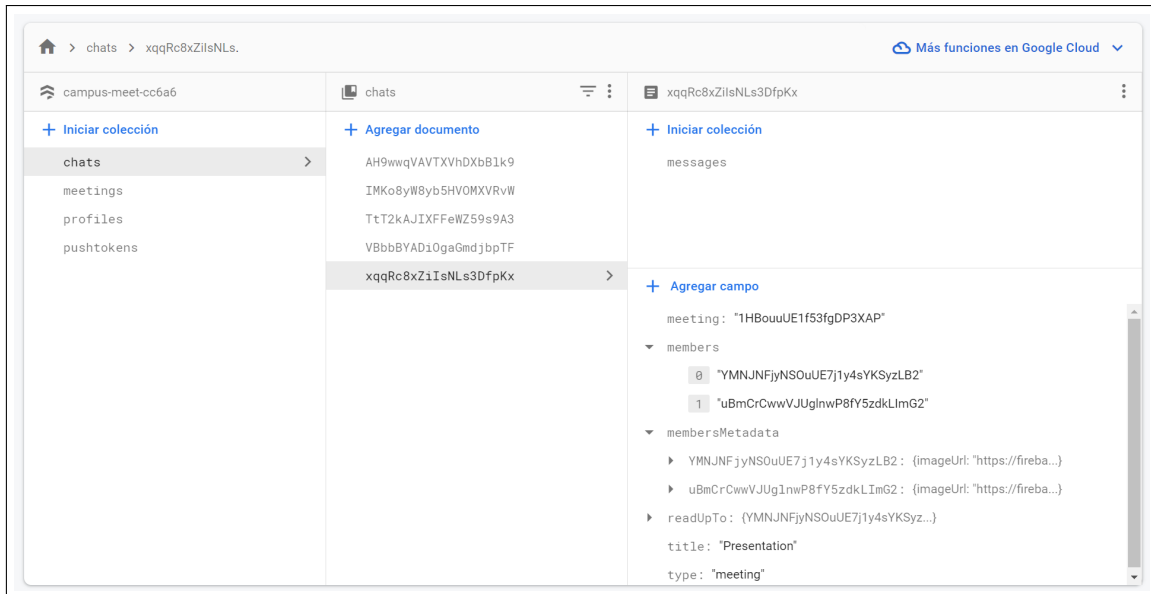 chats > xqqRc8xZiIsNLs.
Más funciones en Google Cloud
campus-meet-cc6a6
chats
xqqRc8xZiIsNLs3DfpKx
+ Iniciar colección
+ Agregar documento
+ Iniciar colección
chats
meetings
profiles
pushtokens
AH9wwqVAVTXVhDXbBlk9
IMKo8yW8yb5HVOMXVRvW
TtT2kAJIXFFeWZ59s9A3
VBbbBYADiOgaGmdjbpTF
xqqRc8xZiIsNLs3DfpKx
messages
+ Agregar campo
meeting: "1HBouuUE1f53fgDP3XAP"
members
0 "YMNJNFjyNSOuUE7j1y4sYKSyzLB2"
1 "uBmCrCwwVJUglnwP8fY5zdkLImG2"
membersMetadata
YMNJNFjyNSOuUE7j1y4sYKSyzLB2: {imageUrl: "https://fireba...}
uBmCrCwwVJUglnwP8fY5zdkLImG2: {imageUrl: "https://fireba...}
readUpTo: {YMNJNFjyNSOuUE7j1y4sYKSyz...}
title: "Presentation"
type: "meeting"